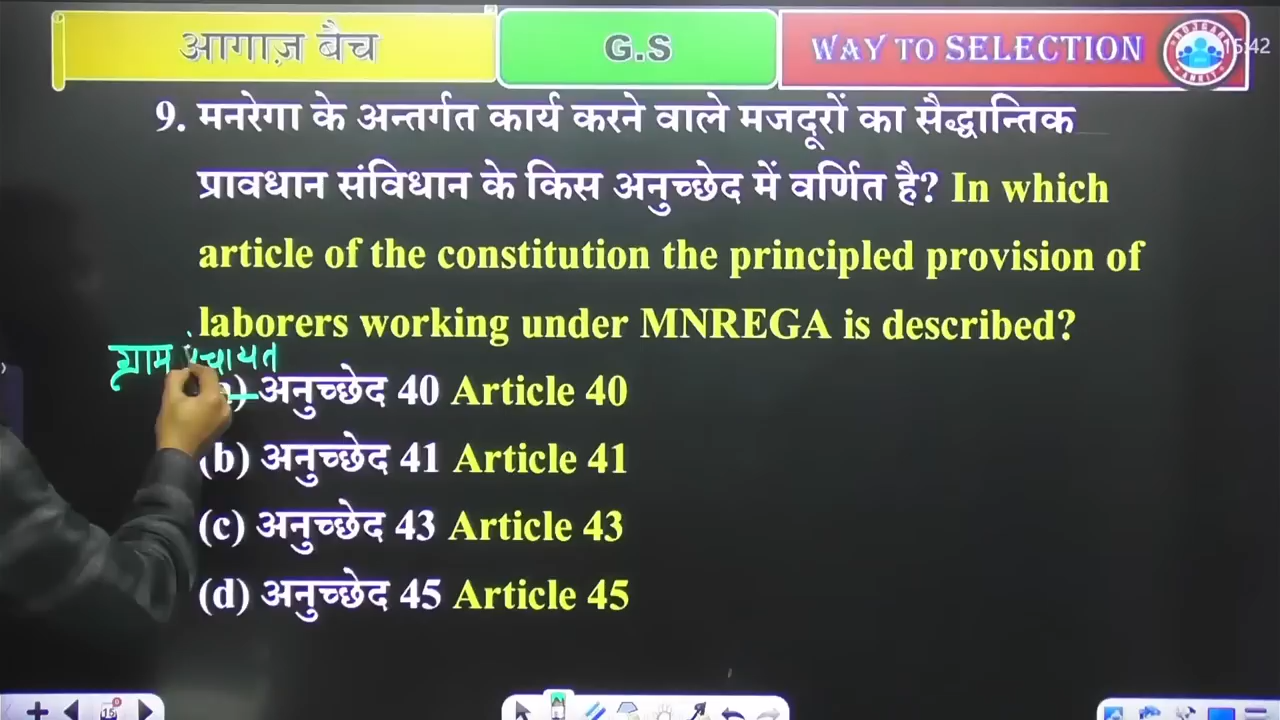 आगाज़ बैच
G.S
WAY TO SELECTION
15:42
9. मनरेगा के अन्तर्गत कार्य करने वाले मजदूरों का सैद्धान्तिक
प्रावधान संविधान के किस अनुच्छेद में वर्णित है? In which
article of the constitution the principled provision of
laborers working under MNREGA is described?
ग्राम पंचायत
अनुच्छेद 40 Article 40
(b) अनुच्छेद 41 Article 41
(c) अनुच्छेद 43 Article 43
(d) अनुच्छेद 45 Article 45